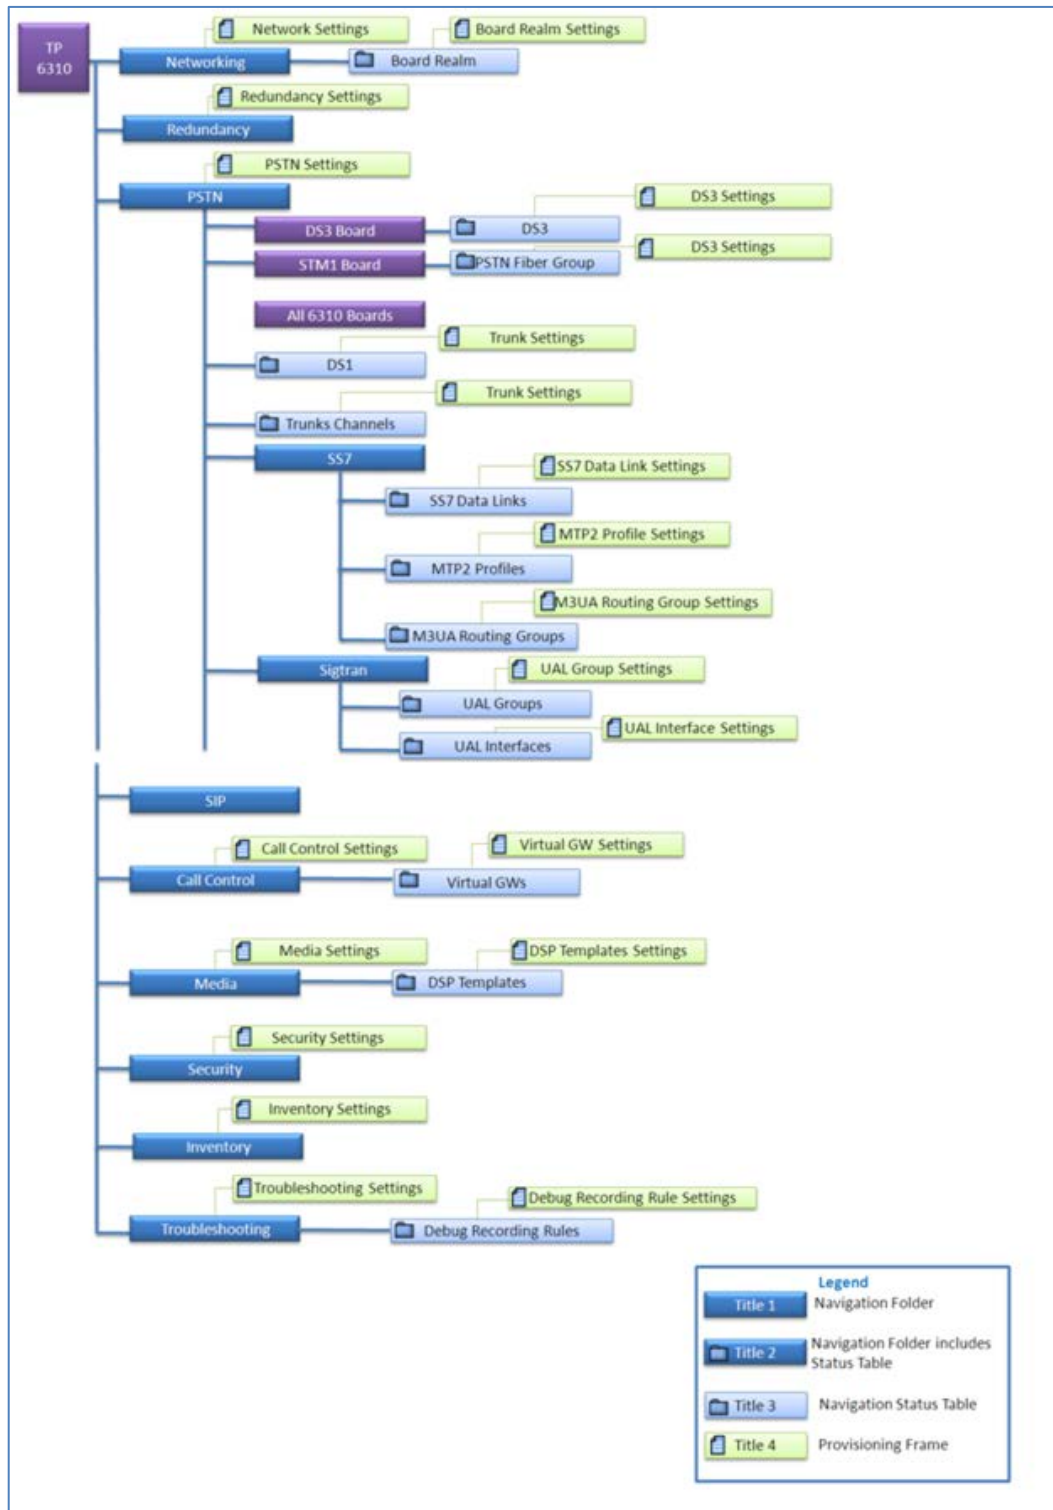 TP
6310
Network Settings
Board Realm Settings
Networking
Board Realm
Redundancy Settings
Redundancy
PSTN Settings
PSTN
DS3 Settings
DS3 Board
DS3
DS3 Settings
STM1 Board
PSTN Fiber Group
All 6310 Boards
Trunk Settings
DS1
Trunk Settings
Trunks Channels
SS7
SS7 Data Link Settings
SS7 Data Links
MTP2 Profile Settings
MTP2 Profiles
M3UA Routing Group Settings
M3UA Routing Groups
Sigtran
UAL Group Settings
UAL Groups
UAL Interface Settings
UAL Interfaces
SIP
Call Control Settings
Virtual GW Settings
Call Control
Virtual GWs
Media Settings
DSP Templates Settings
Media
DSP Templates
Security Settings
Security
Inventory Settings
Inventory
Troubleshooting Settings
Debug Recording Rule Settings
Troubleshooting
Debug Recording Rules
Legend
Title 1
Navigation Folder
Title 2
Navigation Folder includes
Status Table
Title 3
Navigation Status Table
Title 4
Provisioning Frame